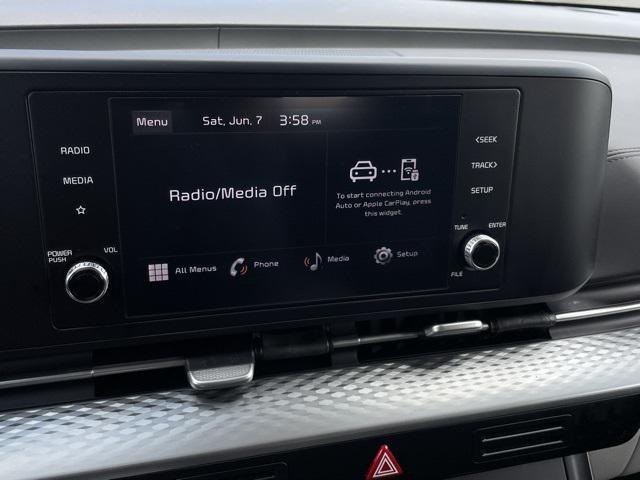 Menu
Sat, Jun. 7
3:58 PM
RADIO
MEDIA
POWER
PUSH
VOL
Radio/Media Off
To start connecting Android
Auto or Apple CarPlay, press
this widget.
All Menus
Phone
Media
Setup
<SEEK
TRACK>
SETUP
TUNE
ENTER
FILE